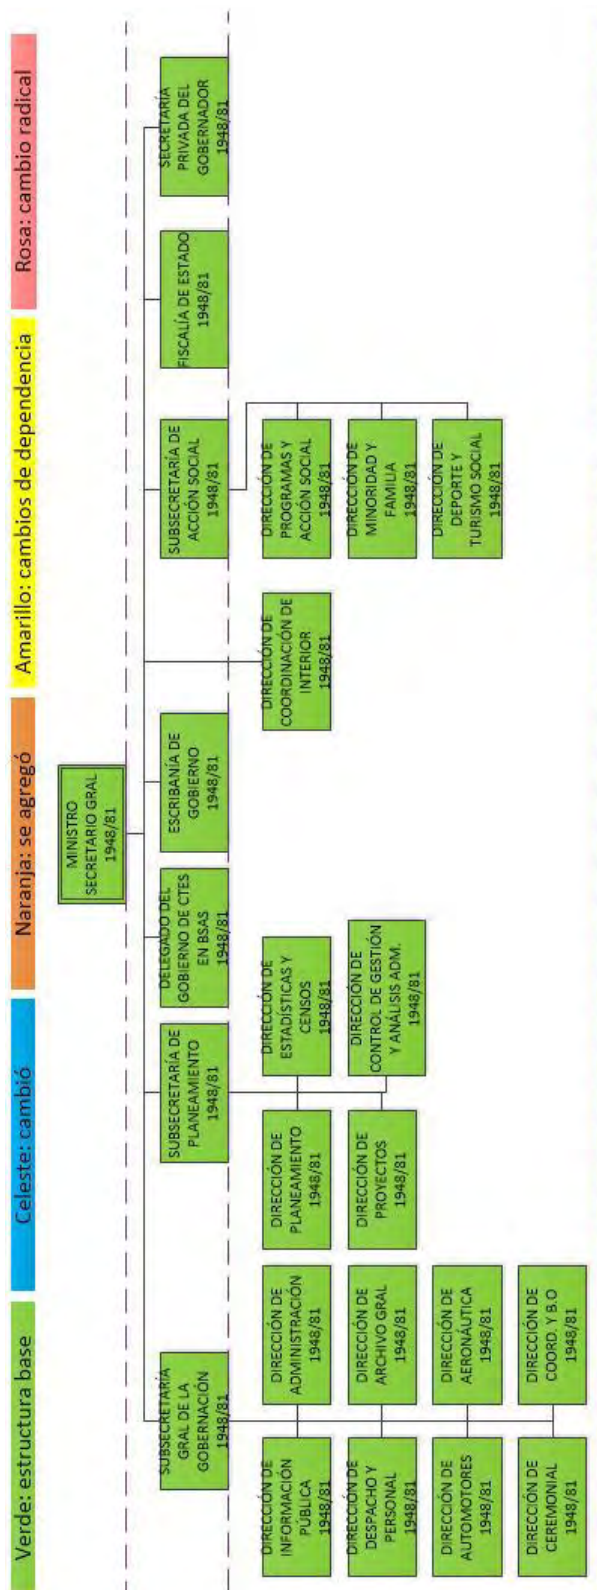 Verde: estructura base
Celeste: cambió
Naranja: se agregó
Amarillo: cambios de dependencia
Rosa: cambio radical
MINISTRO
SECRETARIO GRAL
1948/81
SUBSECRETARÍA
GRAL DE LA
GOBERNACIÓN
1948/81
SUBSECRETARÍA DE
PLANEAMIENTO
1948/81
DELEGADO DEL
GOBIERNO DE CTES
EN BSAS
1948/81
ESCRIBANÍA DE
GOBIERNO
1948/81
SUBSECRETARÍA DE
ACCIÓN SOCIAL
1948/81
FISCALÍA DE ESTADO
1948/81
SECRETARÍA
PRIVADA DEL
GOBERNADOR
1948/81
DIRECCIÓN DE
INFORMACIÓN
PÚBLICA
1948/81
DIRECCIÓN DE
ADMINISTRACIÓN
1948/81
DIRECCIÓN DE
DESPACHO Y
PERSONAL
1948/81
DIRECCIÓN DE
ARCHIVO GRAL
1948/81
DIRECCIÓN DE
AUTOMOTORES
1948/81
DIRECCIÓN DE
AERONÁUTICA
1948/81
DIRECCIÓN DE
CEREMONIAL
1948/81
DIRECCIÓN DE
COORD. Y B.O
1948/81
DIRECCIÓN DE
PLANEAMIENTO
1948/81
DIRECCIÓN DE
ESTADÍSTICAS Y
CENSOS
1948/81
DIRECCIÓN DE
PROYECTOS
1948/81
DIRECCIÓN DE
CONTROL DE GESTIÓN
Y ANÁLISIS ADM.
1948/81
DIRECCIÓN DE
COORDINACIÓN DE
INTERIOR
1948/81
DIRECCIÓN DE
PROGRAMAS Y
ACCIÓN SOCIAL
1948/81
DIRECCIÓN DE
MINORIDAD Y
FAMILIA
1948/81
DIRECCIÓN DE
DEPORTE Y
TURISMO SOCIAL
1948/81